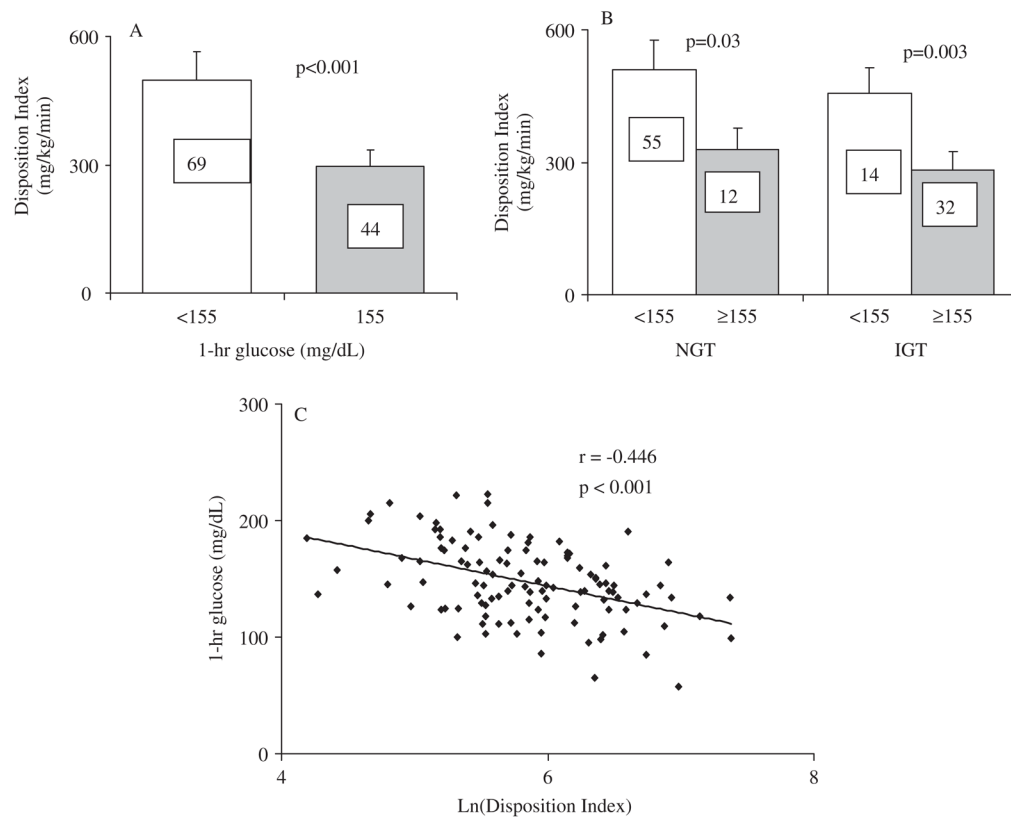 A
600
p<0.001
Disposition Index
(mg/kg/min)
69
300
44
0
<155
155
1-hr glucose (mg/dL)
B
600
p=0.03
p=0.003
Disposition Index
(mg/kg/min)
55
14
300
12
32
0
<155
≥155
<155
≥155
NGT
IGT
300
C
r = -0.446
p < 0.001
200
1-hr glucose (mg/dL)
100
0
4
6
8
Ln(Disposition Index)